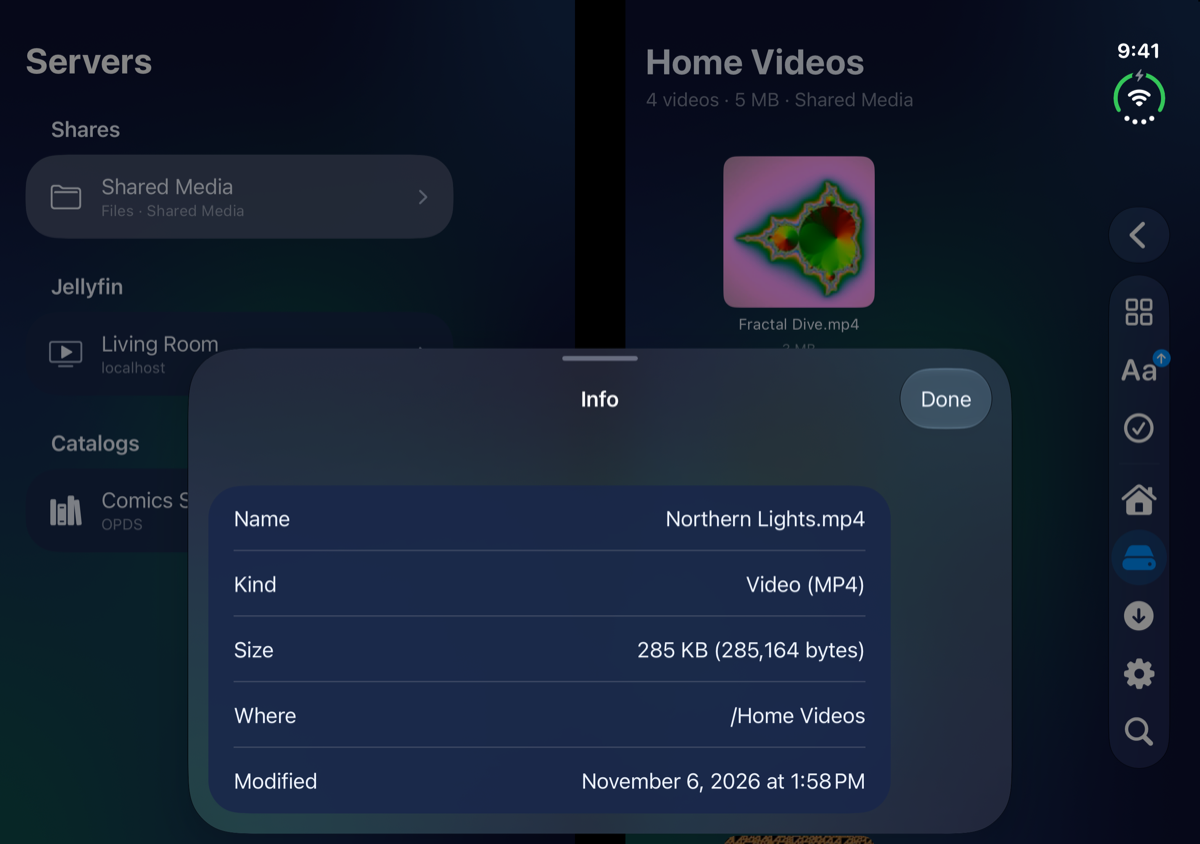 Servers
Shares
Shared Media
Files · Shared Media
Jellyfin
Living Room
localhost
Catalogs
Comics S
OPDS
Home Videos
4 videos · 5 MB · Shared Media
Fractal Dive.mp4
9:41
Aa
Info
Done
Name
Northern Lights.mp4
Kind
Video (MP4)
Size
285 KB (285,164 bytes)
Where
/Home Videos
Modified
November 6, 2026 at 1:58 PM